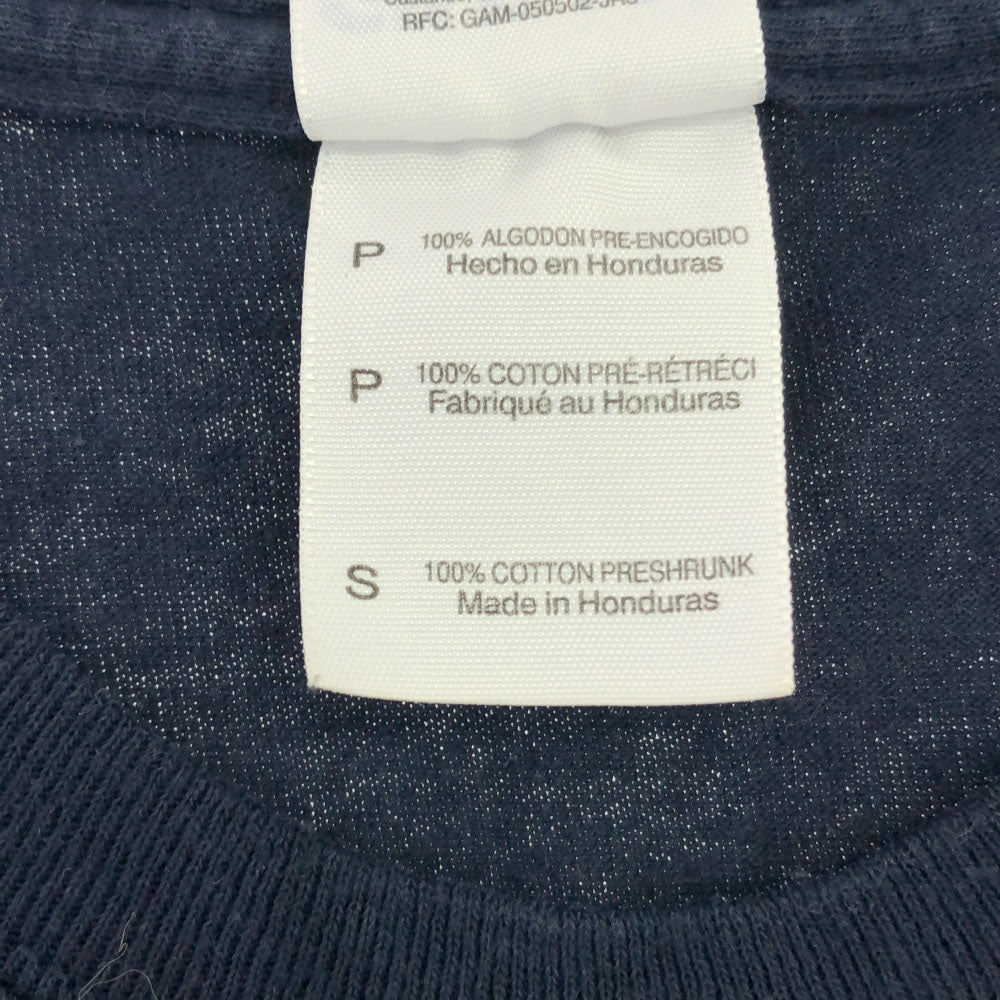 RFC: GAM-050502-
P 100% ALGODON PRE-ENCOGIDO
Hecho en Honduras
P 100% COTON PRÉ-RÉTRÉCI
Fabriqué au Honduras
S 100% COTTON PRESHRUNK
Made in Honduras